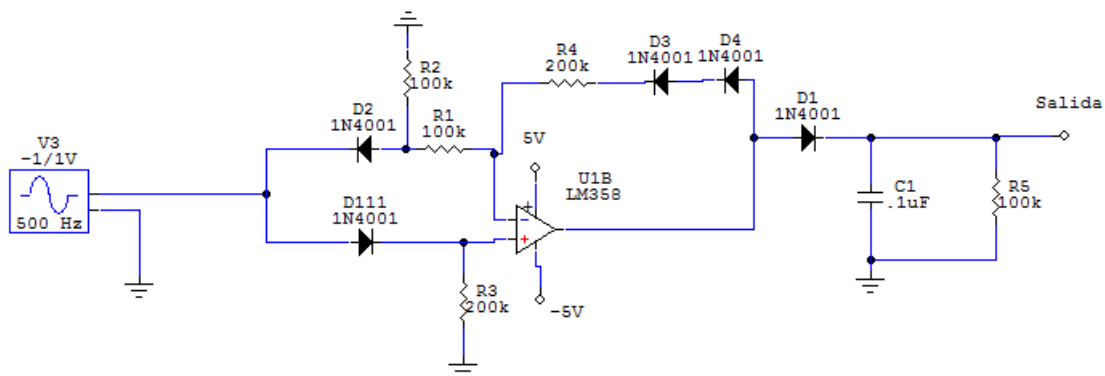 V3
-1/1V
500 Hz
D2
1N4001
R2
100k
R1
100k
D111
1N4001
R3
200k
5V
U1B
LM358
+
-
+
-5V
R4
200k
D3
1N4001
D4
1N4001
D1
1N4001
C1
.1uF
R5
100k
Salida